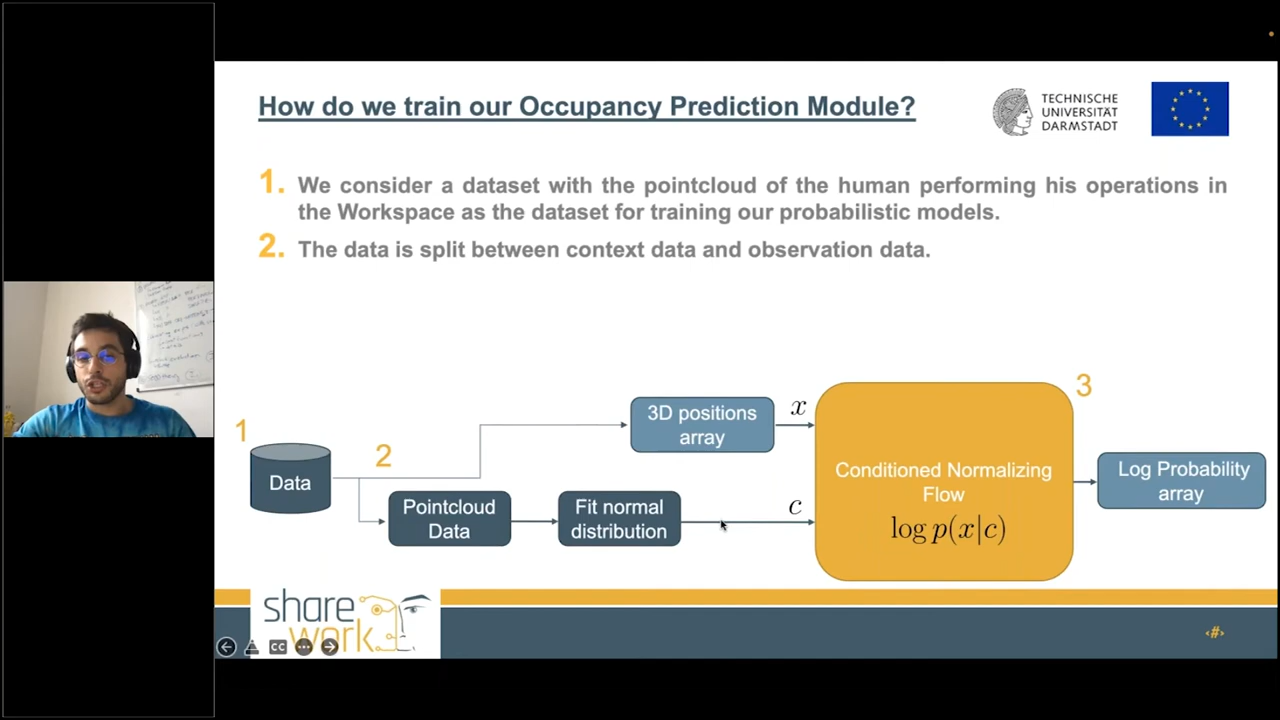 How do we train our Occupancy Prediction Module?
TECHNISCHE
UNIVERSITÄT
DARMSTADT
1. We consider a dataset with the pointcloud of the human performing his operations in
the Workspace as the dataset for training our probabilistic models.
2. The data is split between context data and observation data.
1
Data
2
Pointcloud
Data
Fit normal
distribution
3D positions
array
x
c
Conditioned Normalizing
Flow
log p(x|c)
3
Log Probability
array
share
work
CC
‹#›